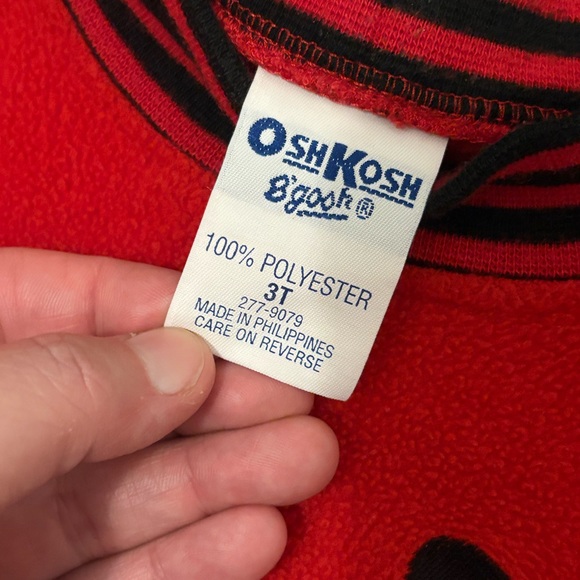 OSHKOSH
B'gosh ®
100% POLYESTER
3T
277-9079
MADE IN PHILIPPINES
CARE ON REVERSE